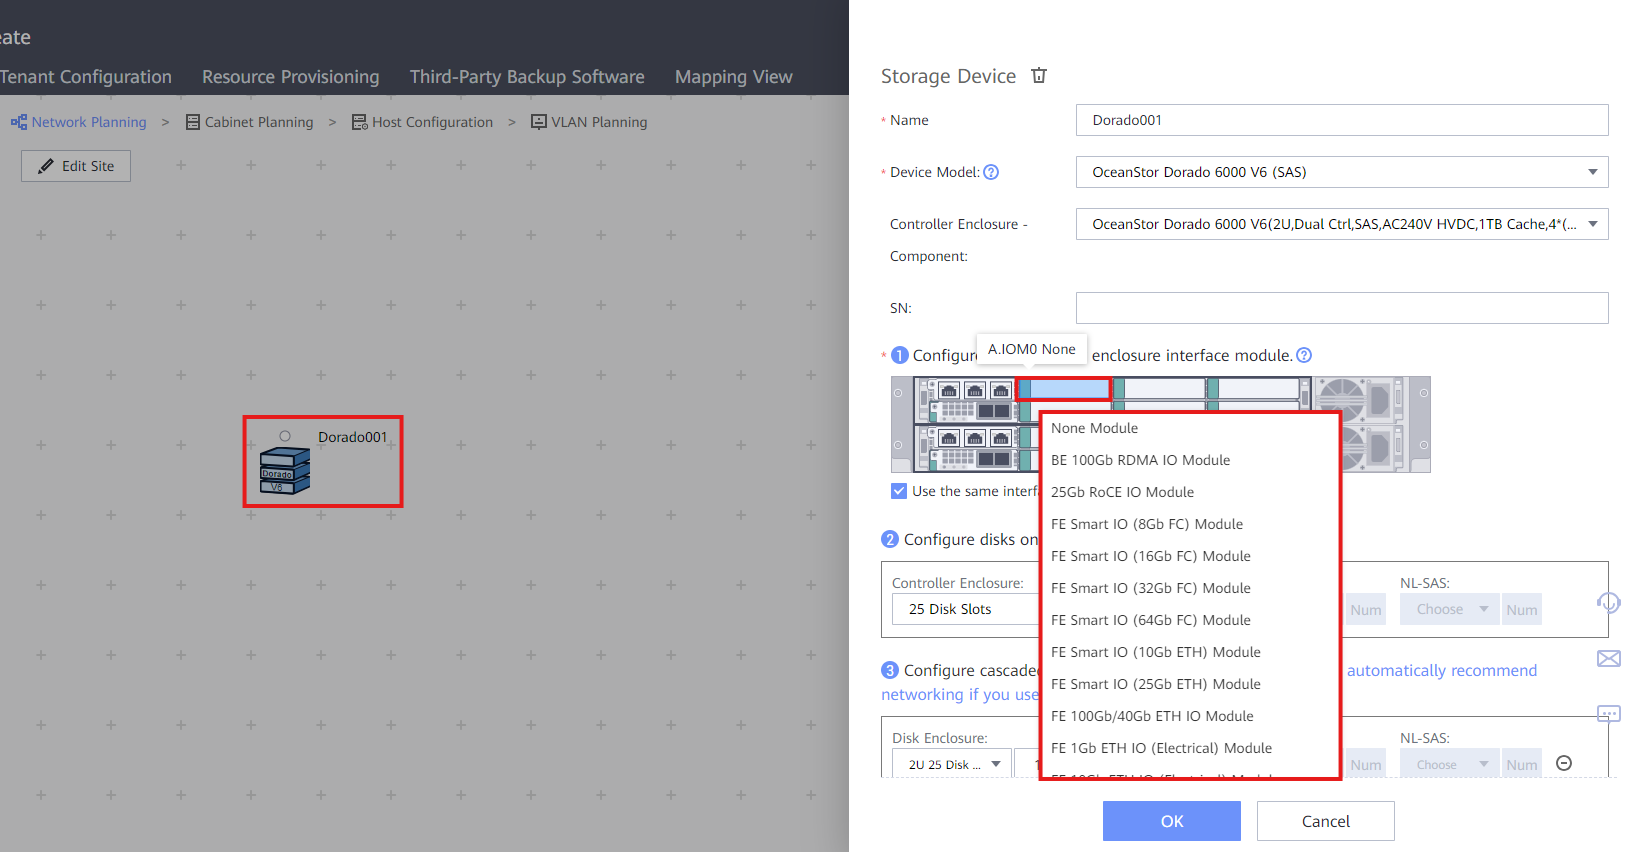 eate
Tenant Configuration Resource Provisioning Third-Party Backup Software Mapping View
Network Planning > Cabinet Planning > Host Configuration > VLAN Planning
Edit Site
Dorado001
Dorado
V6
Storage Device
* Name Dorado001
* Device Model: OceanStor Dorado 6000 V6 (SAS)
Controller Enclosure - Component: OceanStor Dorado 6000 V6(2U,Dual Ctrl,SAS,AC240V HVDC,1TB Cache,4*(...
SN:
A.IOM0 None
* 1 Configure enclosure interface module.
None Module
BE 100Gb RDMA IO Module
25Gb RoCE IO Module
FE Smart IO (8Gb FC) Module
FE Smart IO (16Gb FC) Module
FE Smart IO (32Gb FC) Module
FE Smart IO (64Gb FC) Module
FE Smart IO (10Gb ETH) Module
FE Smart IO (25Gb ETH) Module
FE 100Gb/40Gb ETH IO Module
FE 1Gb ETH IO (Electrical) Module
Use the same interf
2 Configure disks on
Controller Enclosure: NL-SAS:
25 Disk Slots Num Choose Num
3 Configure cascaded automatically recommend
networking if you use
Disk Enclosure: NL-SAS:
2U 25 Disk ... 1 Num Choose Num
OK Cancel